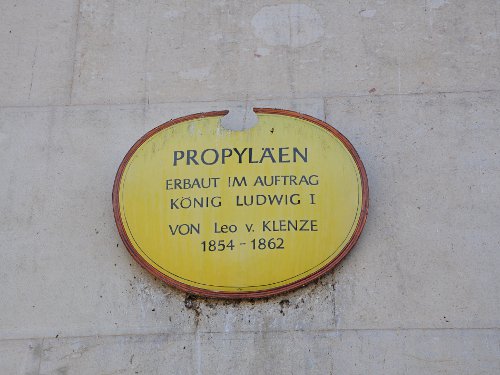 PROPYLÄEN
ERBAUT IM AUFTRAG
KÖNIG LUDWIG I
VON Leo v. KLENZE
1854 - 1862